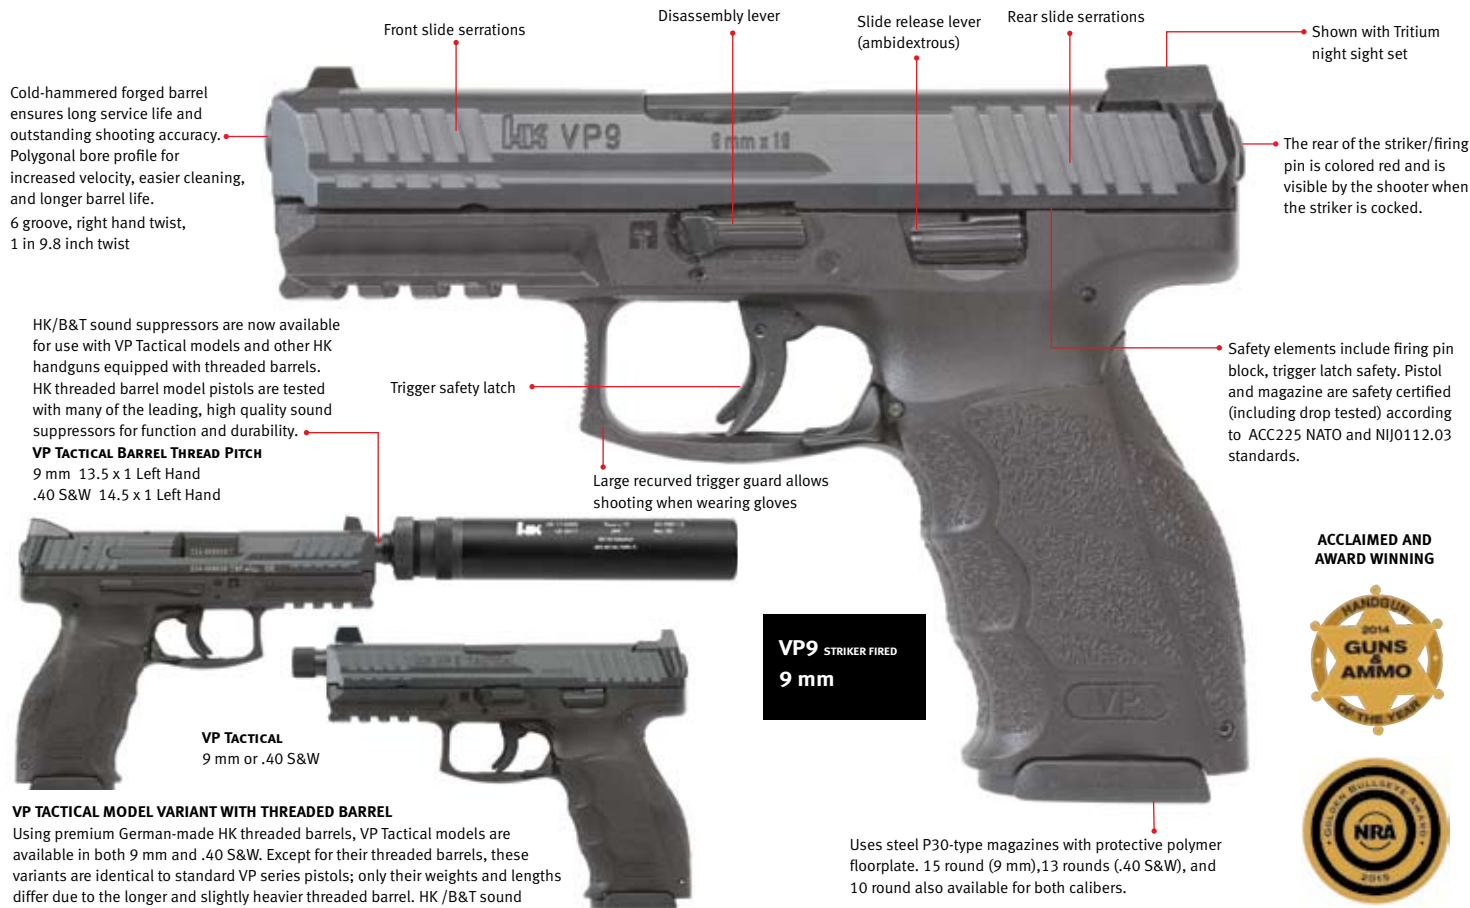 Front slide serrations
Disassembly lever
Slide release lever
(ambidextrous)
Rear slide serrations
Shown with Tritium
night sight set
Cold-hammered forged barrel
ensures long service life and
outstanding shooting accuracy.
Polygonal bore profile for
increased velocity, easier cleaning,
and longer barrel life.
6 groove, right hand twist,
1 in 9.8 inch twist
HK VP9
9 mm x 19
The rear of the striker/firing
pin is colored red and is
visible by the shooter when
the striker is cocked.
HK/B&T sound suppressors are now available
for use with VP Tactical models and other HK
handguns equipped with threaded barrels.
HK threaded barrel model pistols are tested
with many of the leading, high quality sound
suppressors for function and durability.
VP TACTICAL BARREL THREAD PITCH
9 mm 13.5 x 1 Left Hand
.40 S&W 14.5 x 1 Left Hand
Trigger safety latch
Large recurved trigger guard allows
shooting when wearing gloves
Safety elements include firing pin
block, trigger latch safety. Pistol
and magazine are safety certified
(including drop tested) according
to ACC225 NATO and NIJ0112.03
standards.
HK
VP9 STRIKER FIRED
9 mm
VP
ACCLAIMED AND
AWARD WINNING
HANDGUN
2014
GUNS
&
AMMO
OF THE YEAR
VP TACTICAL
9 mm or .40 S&W
GOLDEN BULLSEYE AWARD
NRA
2015
VP TACTICAL MODEL VARIANT WITH THREADED BARREL
Using premium German-made HK threaded barrels, VP Tactical models are
available in both 9 mm and .40 S&W. Except for their threaded barrels, these
variants are identical to standard VP series pistols; only their weights and lengths
differ due to the longer and slightly heavier threaded barrel. HK /B&T sound
Uses steel P30-type magazines with protective polymer
floorplate. 15 round (9 mm),13 rounds (.40 S&W), and
10 round also available for both calibers.